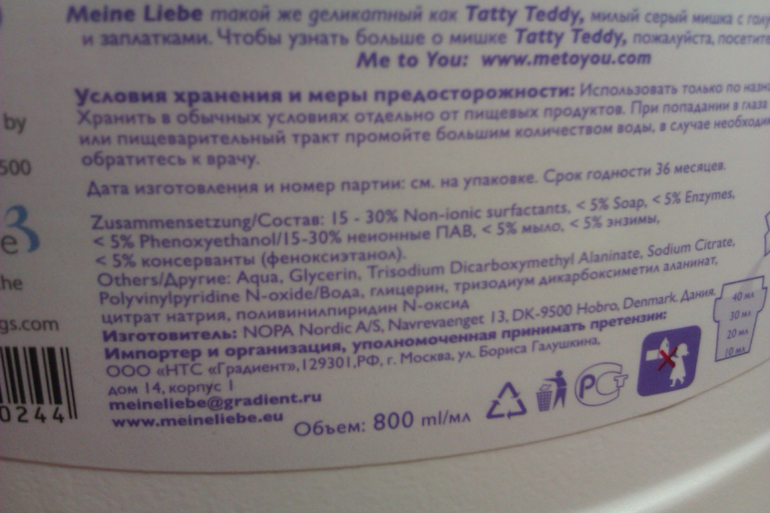 Meine Liebe такой же деликатный как Tatty Teddy, милый серый мишка с
и заплатками. Чтобы узнать больше о мишке Tatty Teddy, пожалуйста,
Me to You: www.metoyou.com
Условия хранения и меры предосторожности: Использовать только по
Хранить в обычных условиях отдельно от пищевых продуктов. При попадании в глаза
или пищеварительный тракт промойте большим количеством воды, в случае
обратитесь к врачу.
Дата изготовления и номер партии: см. на упаковке. Срок годности 36 месяцев.
Zusammensetzung/Состав: 15 - 30% Non-ionic surfactants, < 5% Soap, < 5% Enzymes,
< 5% Phenoxyethanol/15-30% неионные ПАВ, < 5% мыло, < 5% энзимы,
< 5% консерванты (феноксиэтанол).
Others/Другие: Aqua, Glycerin, Trisodium Dicarboxymethyl Alaninate, Sodium Citrate,
Polyvinylpyridine N-oxide/Вода, глицерин, тризодиум дикарбоксиметил аланинат,
цитрат натрия, поливинилпиридин N-оксид
Изготовитель: NOPA Nordic A/S, Navrevaenget 13, DK-9500 Hobro, Denmark. Дания.
Импортер и организация, уполномоченная принимать претензии:
ООО «НТС «Градиент»,129301,РФ, г. Москва, ул. Бориса Галушкина,
дом 14, корпус 1
meineliebe@gradient.ru
www.meineliebe.eu
Объем: 800 ml/мл
by
500
e
he
gs.com
0244
РСТ
40 мл
30 мл
20 мл
10 мл